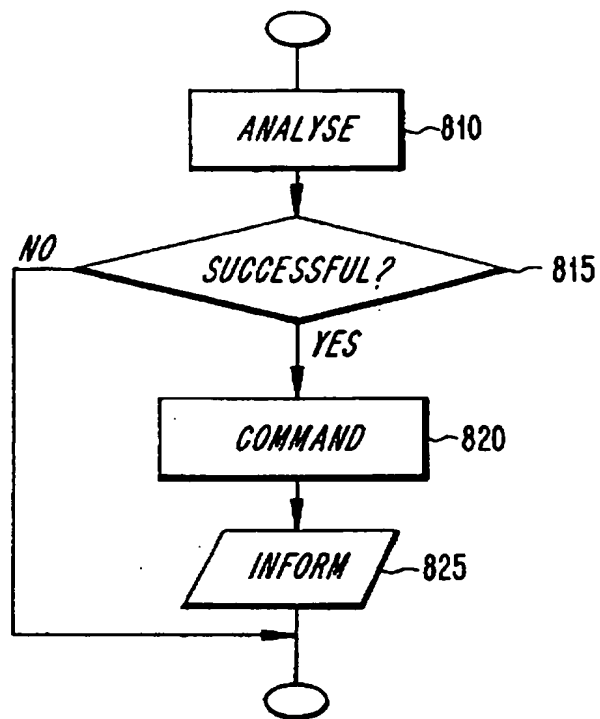 ANALYSE 810
NO
SUCCESSFUL? 815
YES
COMMAND 820
INFORM 825